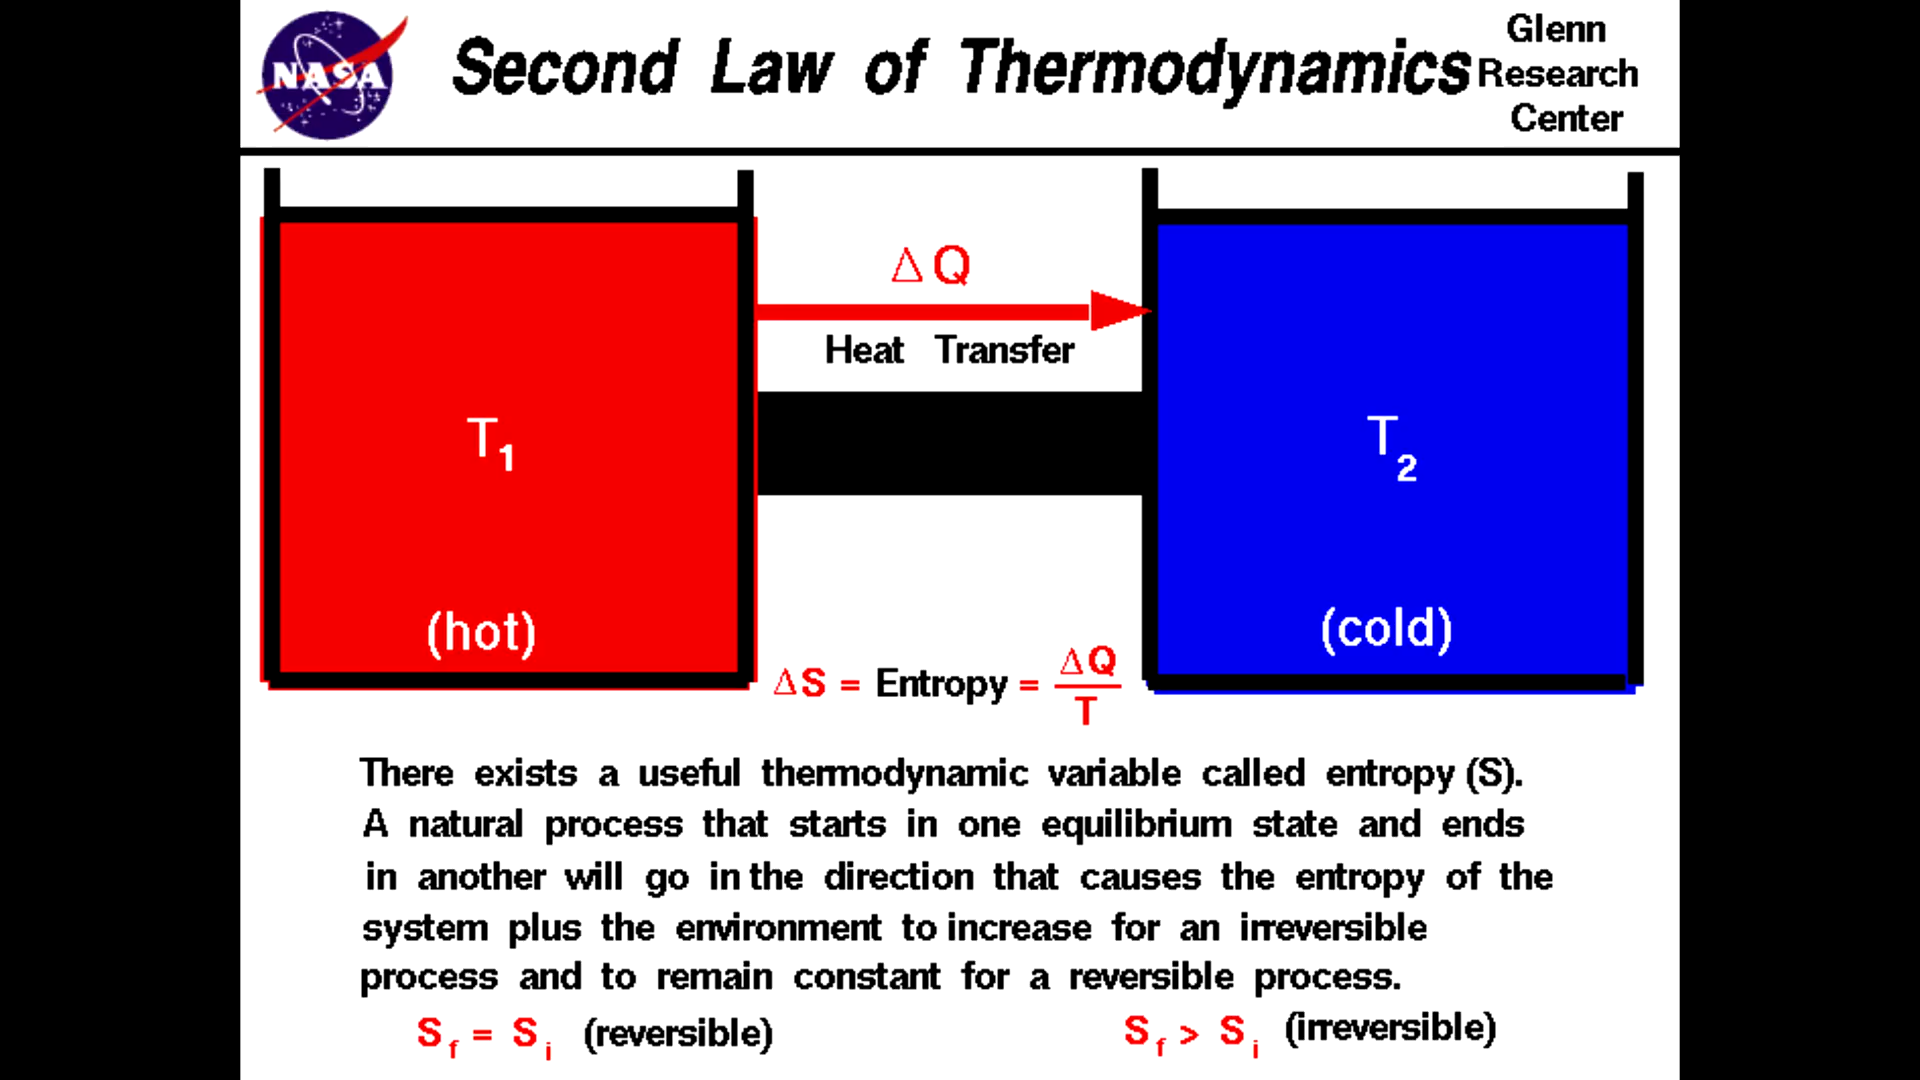 NASA
Second Law of Thermodynamics
Glenn
Research
Center
Δ Q
Heat Transfer
T1
T2
(hot)
(cold)
ΔS = Entropy = ΔQ
T
There exists a useful thermodynamic variable called entropy (S).
A natural process that starts in one equilibrium state and ends
in another will go in the direction that causes the entropy of the
system plus the environment to increase for an irreversible
process and to remain constant for a reversible process.
Sf = Si (reversible)
Sf > Si (irreversible)